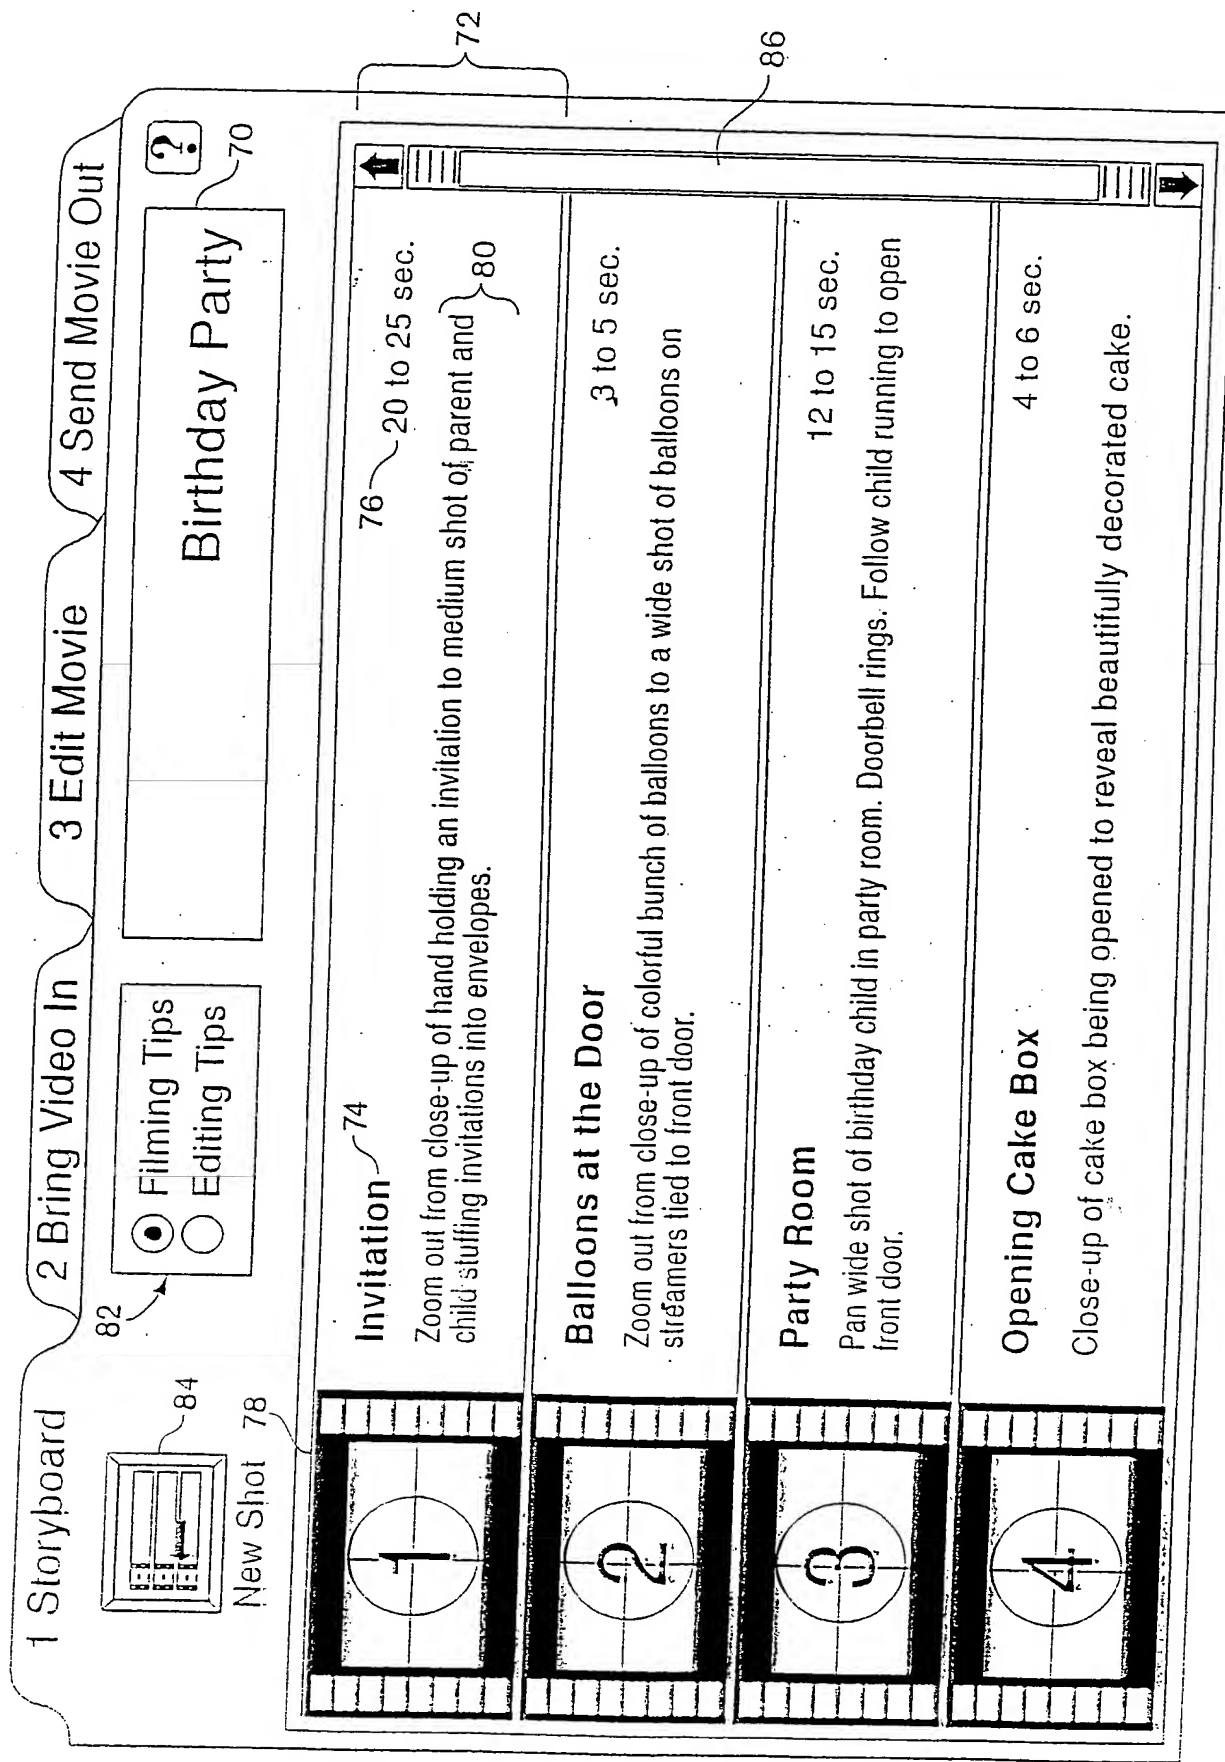 1 Storyboard
2 Bring Video In
3 Edit Movie
4 Send Movie Out
84
New Shot
78
82
Filming Tips
Editing Tips
Birthday Party
?
70
72
1
Invitation
74
76
20 to 25 sec.
Zoom out from close-up of hand holding an invitation to medium shot of parent and
child stuffing invitations into envelopes.
80
2
Balloons at the Door
3 to 5 sec.
Zoom out from close-up of colorful bunch of balloons to a wide shot of balloons on
streamers tied to front door.
86
3
Party Room
12 to 15 sec.
Pan wide shot of birthday child in party room. Doorbell rings. Follow child running to open
front door.
4
Opening Cake Box
4 to 6 sec.
Close-up of cake box being opened to reveal beautifully decorated cake.